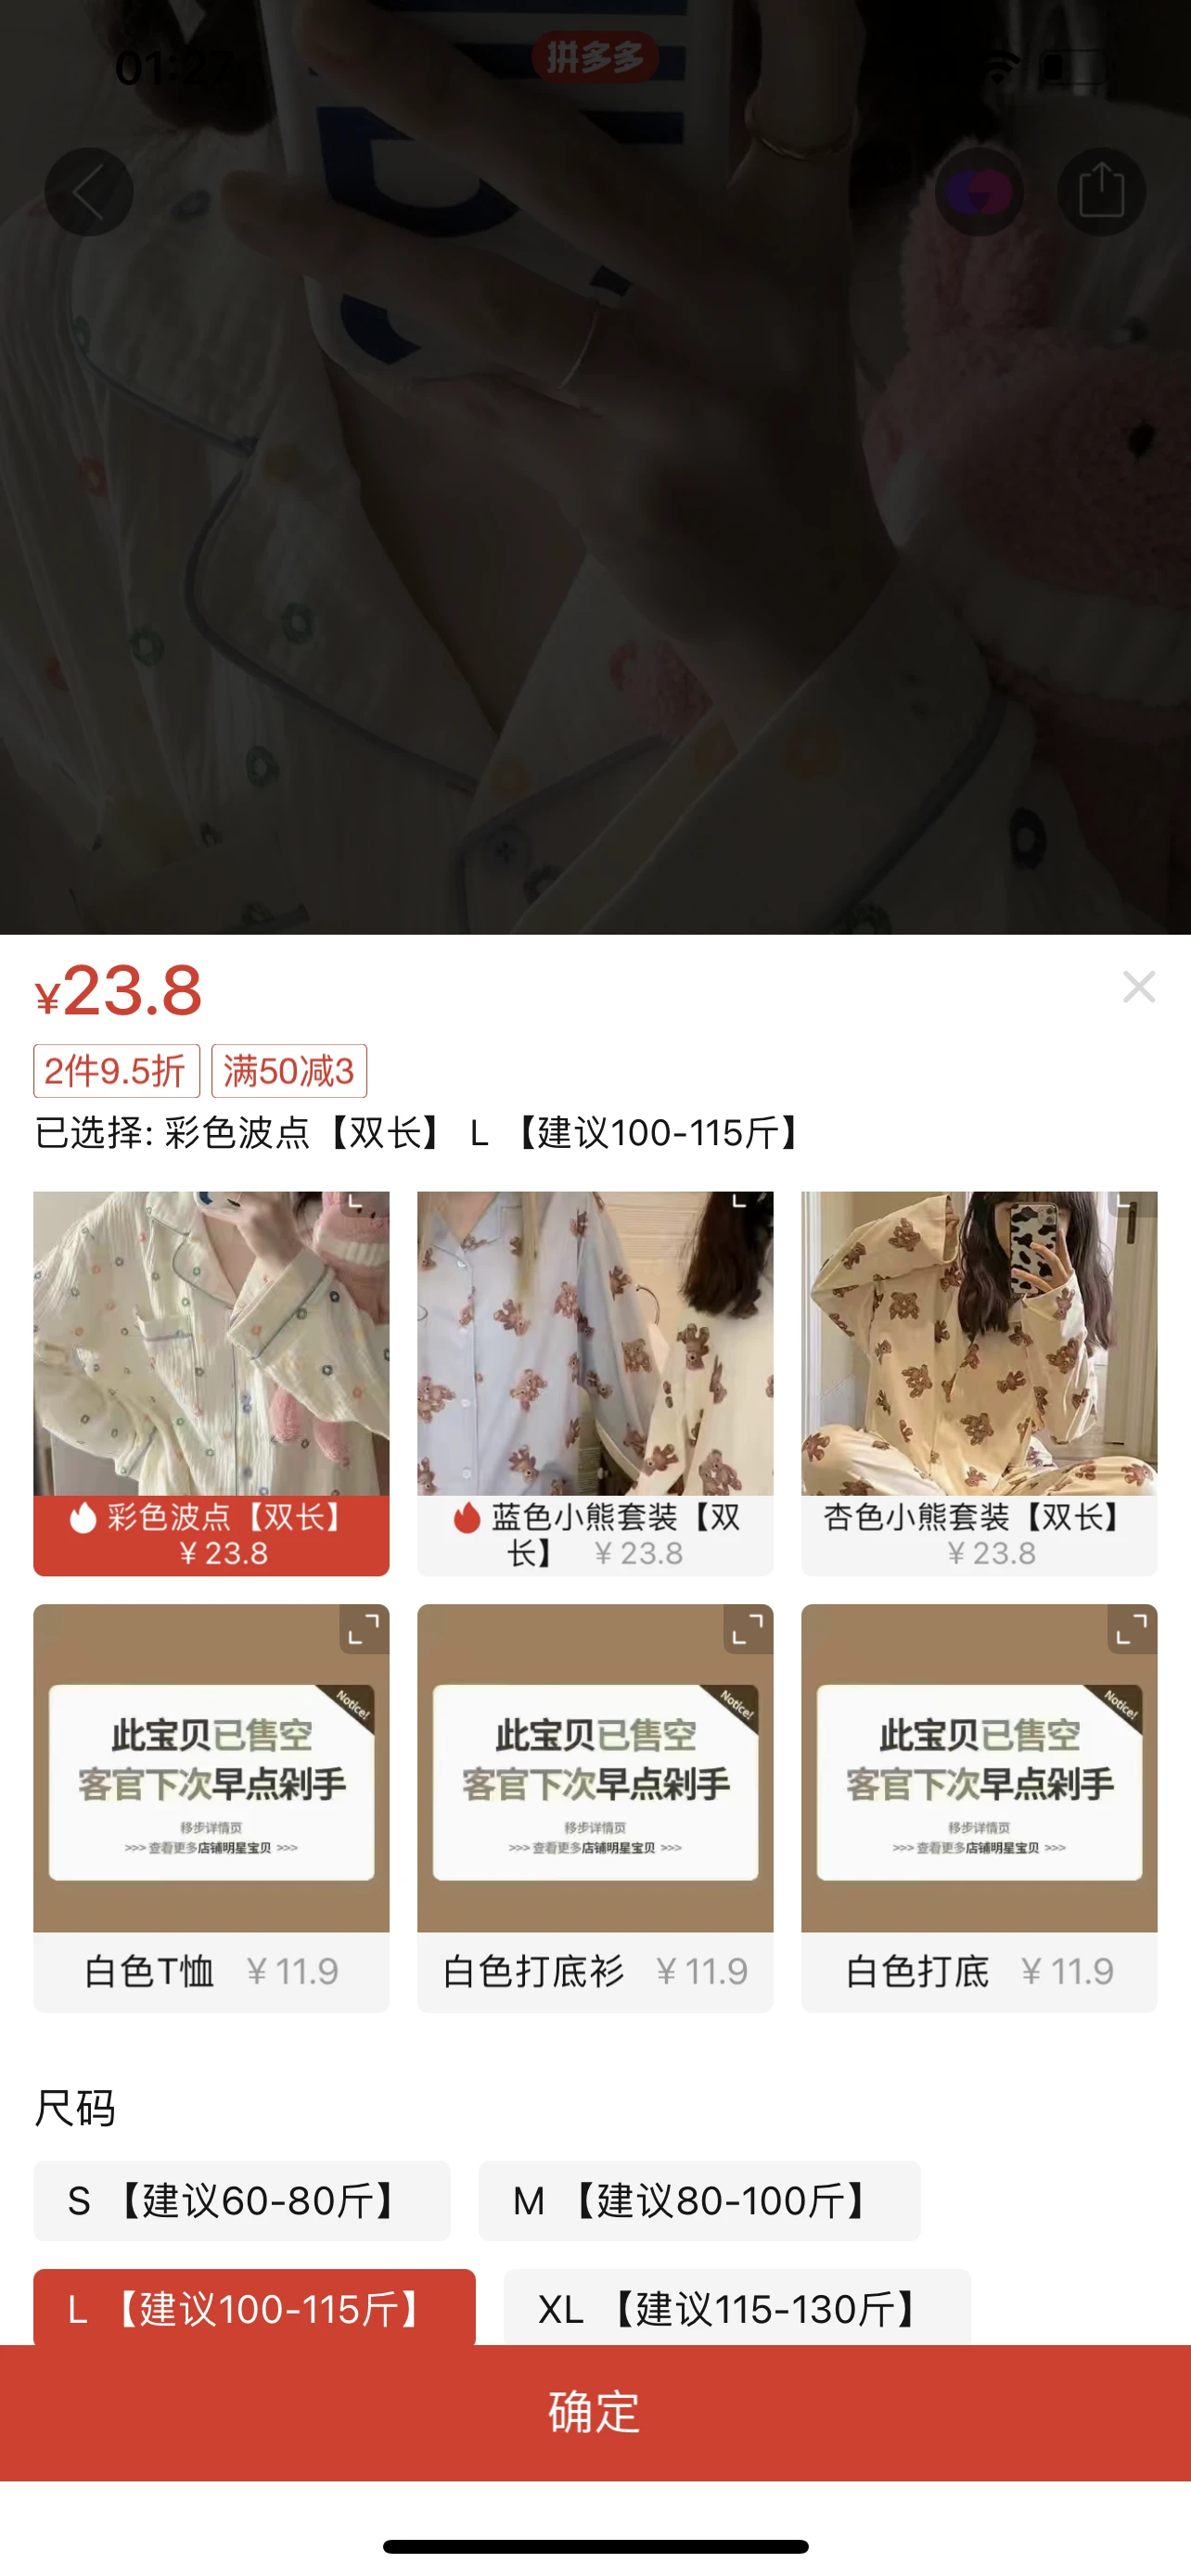 01:27
拼多多
¥23.8
2件9.5折 满50减3
已选择: 彩色波点【双长】 L 【建议100-115斤】
彩色波点【双长】
¥ 23.8
蓝色小熊套装【双
长】 ¥ 23.8
杏色小熊套装【双长】
¥ 23.8
Notice!
此宝贝已售空
客官下次早点剁手
移步详情页
>>> 查看更多店铺明星宝贝 >>>
白色T恤 ¥ 11.9
Notice!
此宝贝已售空
客官下次早点剁手
移步详情页
>>> 查看更多店铺明星宝贝 >>>
白色打底衫 ¥ 11.9
Notice!
此宝贝已售空
客官下次早点剁手
移步详情页
>>> 查看更多店铺明星宝贝 >>>
白色打底 ¥ 11.9
尺码
S 【建议60-80斤】 M 【建议80-100斤】
L 【建议100-115斤】 XL 【建议115-130斤】
确定